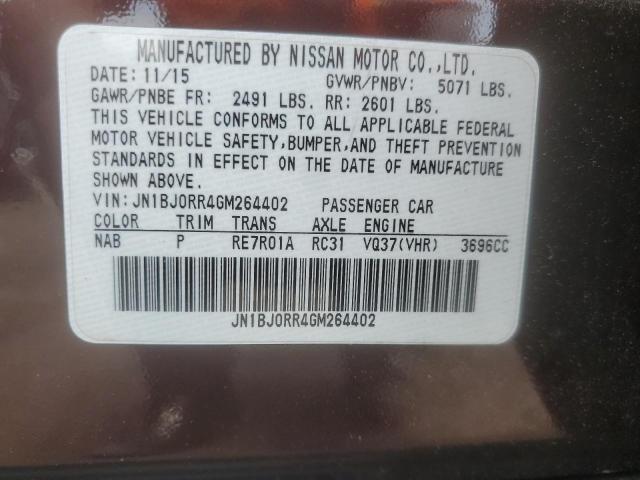 MANUFACTURED BY NISSAN MOTOR CO.,LTD.
DATE: 11/15 GVWR/PNBV: 5071 LBS.
GAWR/PNBE FR: 2491 LBS. RR: 2601 LBS.
THIS VEHICLE CONFORMS TO ALL APPLICABLE FEDERAL
MOTOR VEHICLE SAFETY,BUMPER,AND THEFT PREVENTION
STANDARDS IN EFFECT ON THE DATE OF MANUFACTURE
SHOWN ABOVE.
VIN: JN1BJ0RR4GM264402 PASSENGER CAR
COLOR TRIM TRANS AXLE ENGINE
NAB P RE7R01A RC31 VQ37(VHR) 3696CC
JN1BJ0RR4GM264402